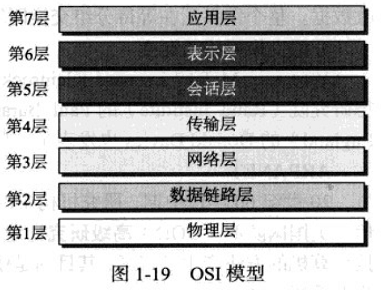 第7层 应用层
第6层 表示层
第5层 会话层
第4层 传输层
第3层 网络层
第2层 数据链路层
第1层 物理层
图 1-19 OSI 模型